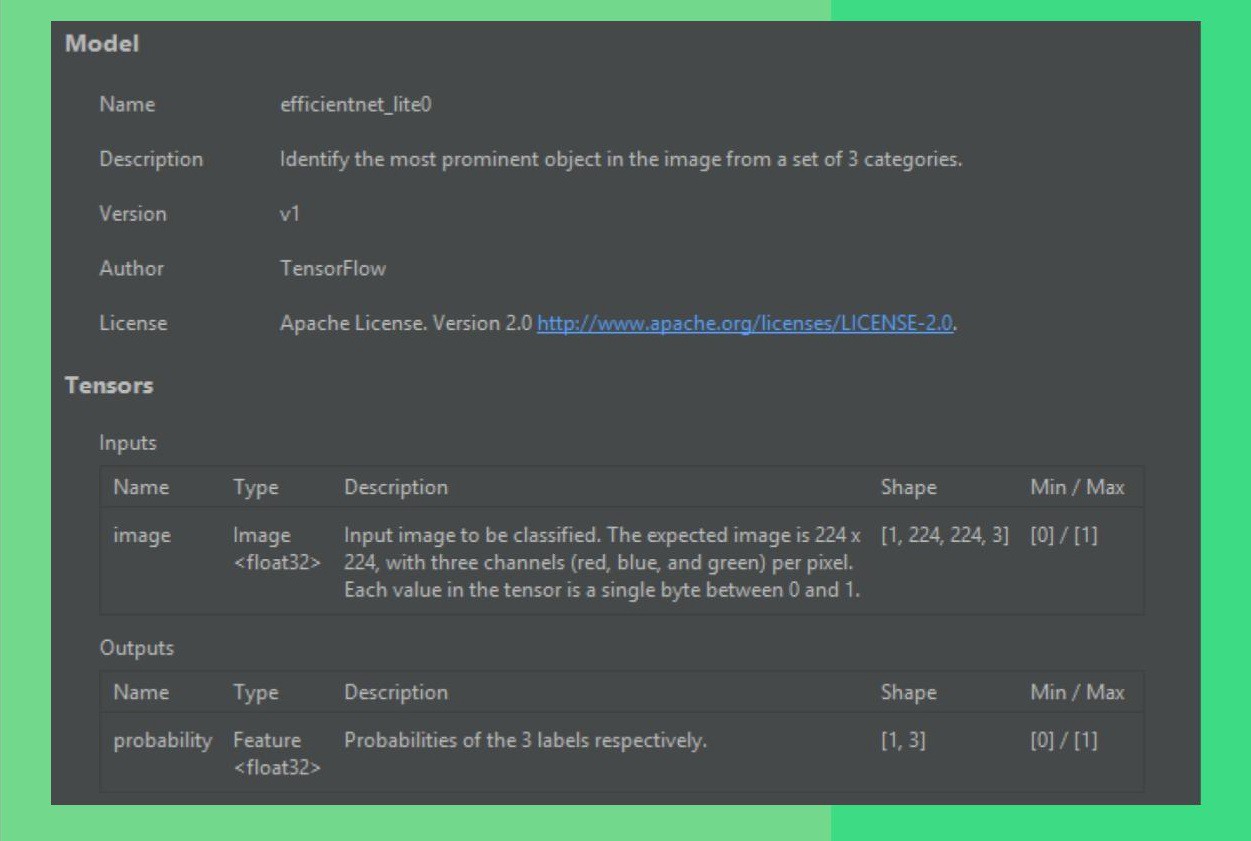 Model
Name efficientnet_lite0
Description Identify the most prominent object in the image from a set of 3 categories.
Version v1
Author TensorFlow
License Apache License. Version 2.0 http://www.apache.org/licenses/LICENSE-2.0.
Tensors
Inputs
Name Type Description Shape Min / Max
image Image Input image to be classified. The expected image is 224 x [1, 224, 224, 3] [0] / [1]
<float32> 224, with three channels (red, blue, and green) per pixel.
Each value in the tensor is a single byte between 0 and 1.
Outputs
Name Type Description Shape Min / Max
probability Feature Probabilities of the 3 labels respectively. [1, 3] [0] / [1]
<float32>